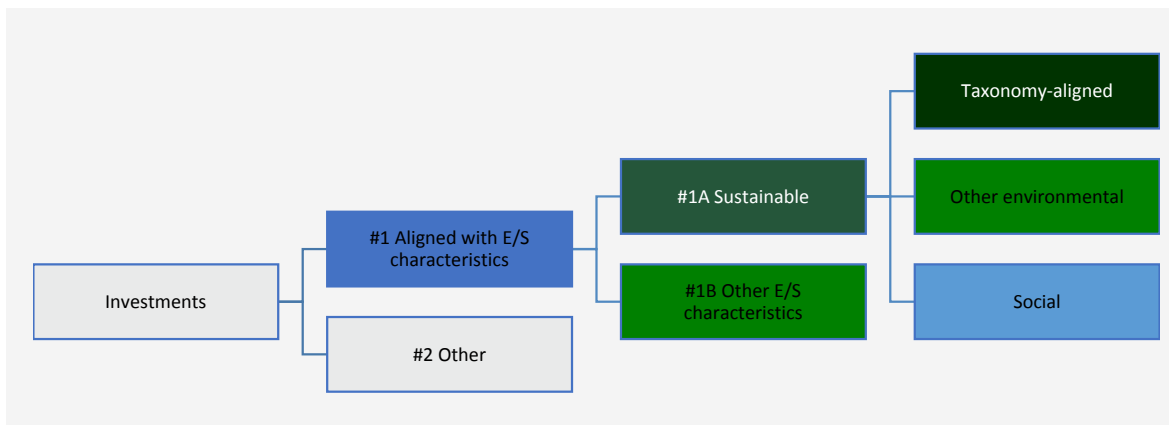 Investments
#1 Aligned with E/S
characteristics
#2 Other
#1A Sustainable
#1B Other E/S
characteristics
Taxonomy-aligned
Other environmental
Social